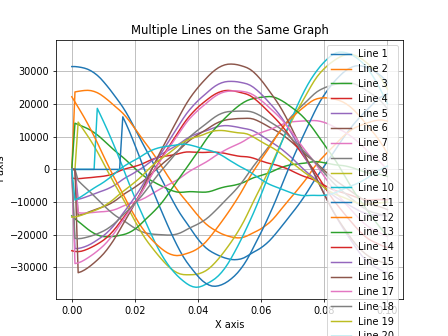 Multiple Lines on the Same Graph
30000
20000
10000
0
−10000
−20000
−30000
0.00
0.02
0.04
0.06
X axis
Line 1
Line 2
Line 3
Line 4
Line 5
Line 6
Line 7
Line 8
Line 9
Line 10
Line 11
Line 12
Line 13
Line 14
Line 15
Line 16
Line 17
Line 18
Line 19
Line 20